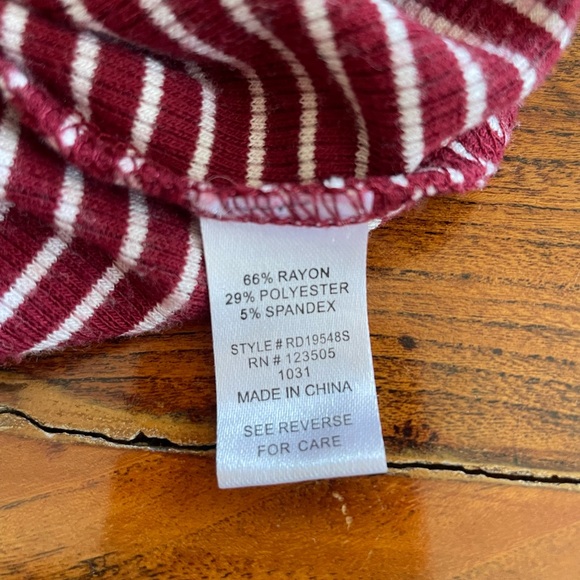 66% RAYON
29% POLYESTER
5% SPANDEX
STYLE # RD19548S
RN # 123505
1031
MADE IN CHINA
SEE REVERSE
FOR CARE